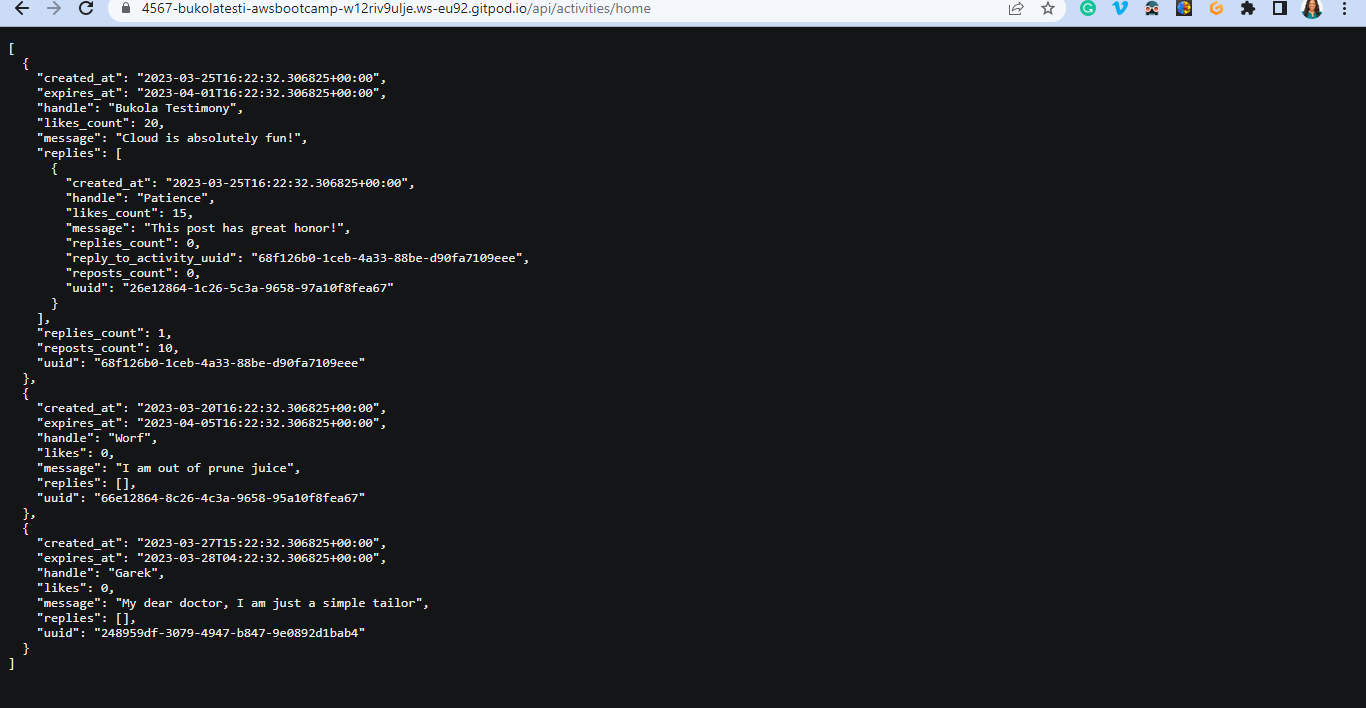 4567-bukolatesti-awsbootcamp-w12riv9ulje.ws-eu92.gitpod.io/api/activities/home
[
  {
    "created_at": "2023-03-25T16:22:32.306825+00:00",
    "expires_at": "2023-04-01T16:22:32.306825+00:00",
    "handle": "Bukola Testimony",
    "likes_count": 20,
    "message": "Cloud is absolutely fun!",
    "replies": [
      {
        "created_at": "2023-03-25T16:22:32.306825+00:00",
        "handle": "Patience",
        "likes_count": 15,
        "message": "This post has great honor!",
        "replies_count": 0,
        "reply_to_activity_uuid": "68f126b0-1ceb-4a33-88be-d90fa7109eee",
        "reposts_count": 0,
        "uuid": "26e12864-1c26-5c3a-9658-97a10f8fea67"
      }
    ],
    "replies_count": 1,
    "reposts_count": 10,
    "uuid": "68f126b0-1ceb-4a33-88be-d90fa7109eee"
  },
  {
    "created_at": "2023-03-20T16:22:32.306825+00:00",
    "expires_at": "2023-04-05T16:22:32.306825+00:00",
    "handle": "Worf",
    "likes": 0,
    "message": "I am out of prune juice",
    "replies": [],
    "uuid": "66e12864-8c26-4c3a-9658-95a10f8fea67"
  },
  {
    "created_at": "2023-03-27T15:22:32.306825+00:00",
    "expires_at": "2023-03-28T04:22:32.306825+00:00",
    "handle": "Garek",
    "likes": 0,
    "message": "My dear doctor, I am just a simple tailor",
    "replies": [],
    "uuid": "248959df-3079-4947-b847-9e0892d1bab4"
  }
]